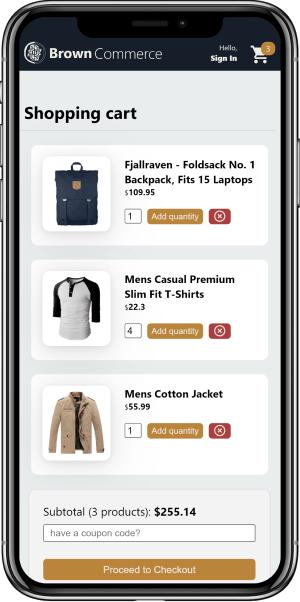 Brown Commerce
Hello,
Sign In
3
Shopping cart
Fjallraven - Foldsack No. 1
Backpack, Fits 15 Laptops
$109.95
1 Add quantity
Mens Casual Premium
Slim Fit T-Shirts
$22.3
4 Add quantity
Mens Cotton Jacket
$55.99
1 Add quantity
Subtotal (3 products): $255.14
have a coupon code?
Proceed to Checkout